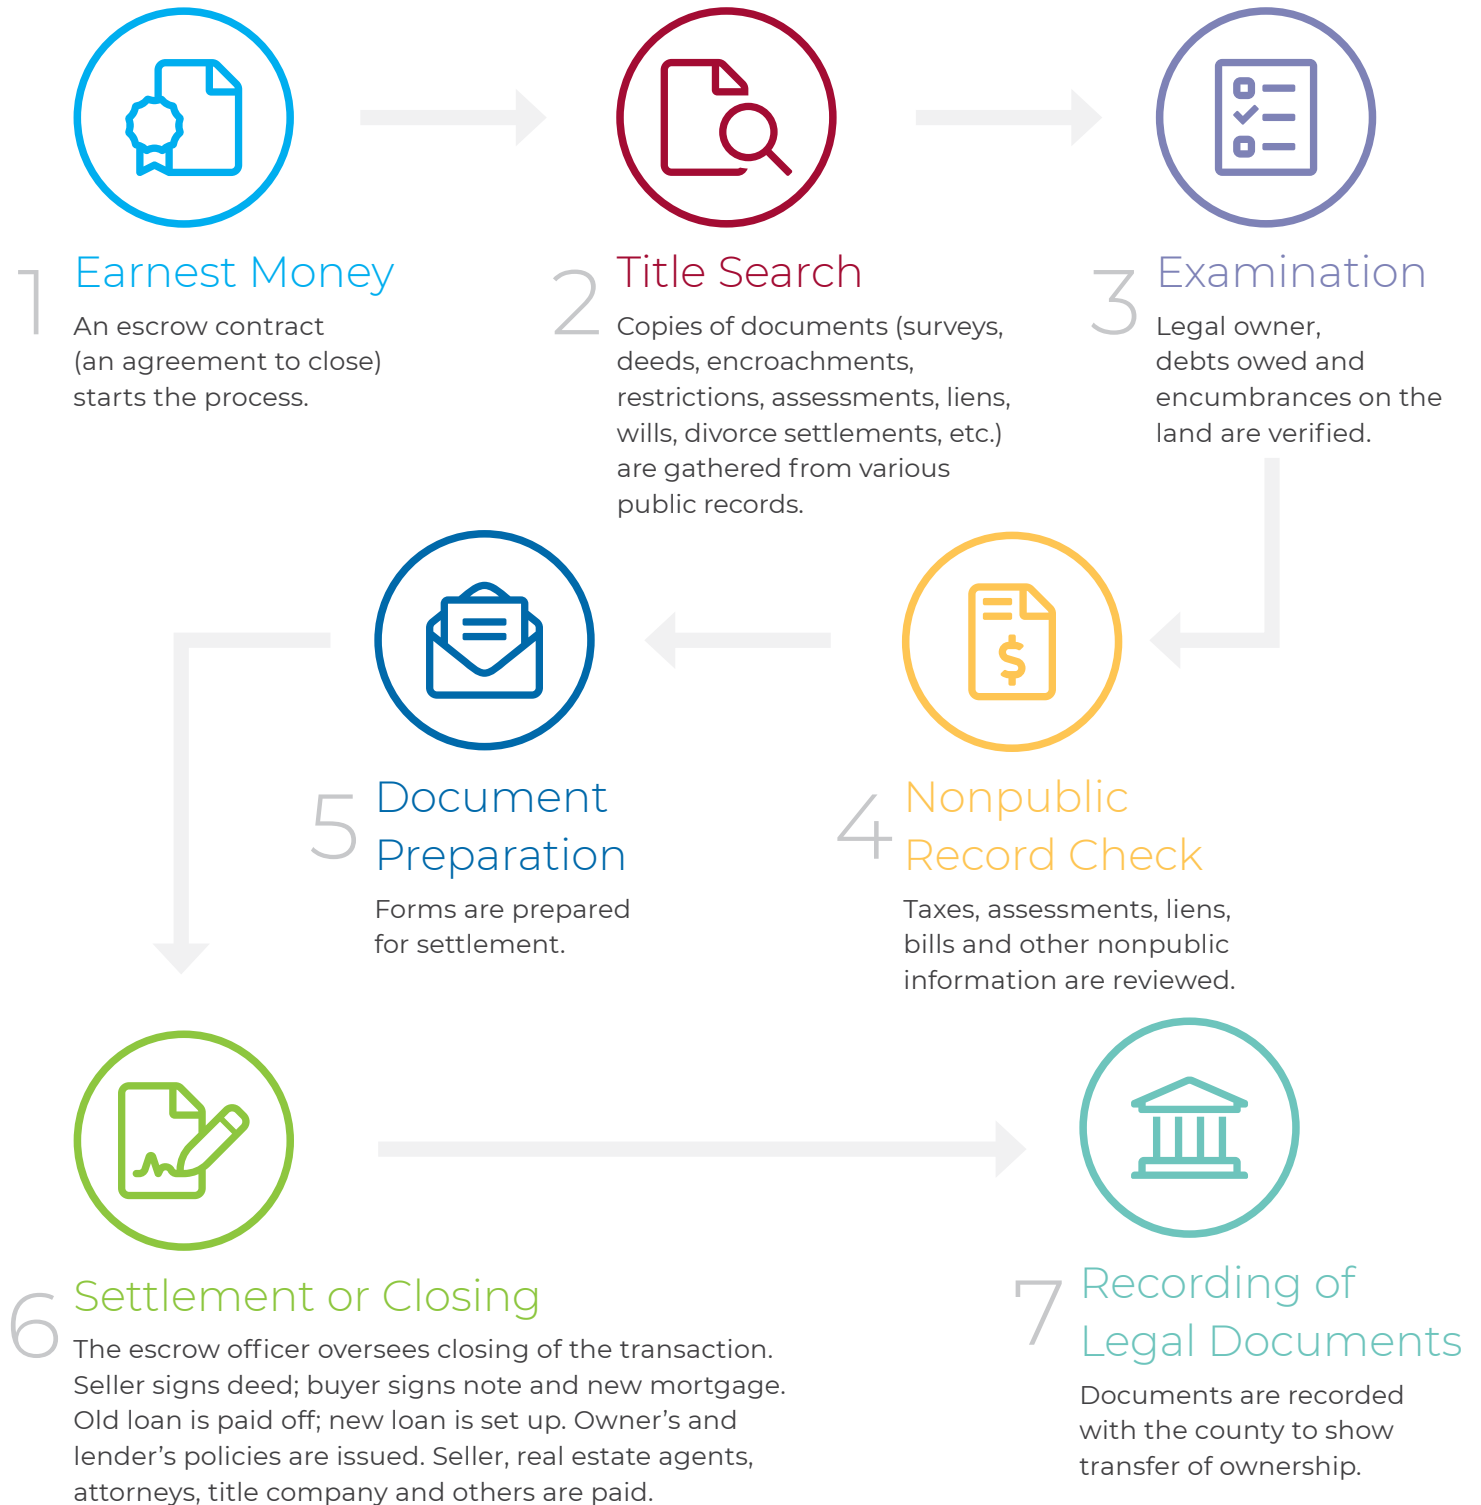 1
Earnest Money
An escrow contract
(an agreement to close)
starts the process.
2
Title Search
Copies of documents (surveys,
deeds, encroachments,
restrictions, assessments, liens,
wills, divorce settlements, etc.)
are gathered from various
public records.
3
Examination
Legal owner,
debts owed and
encumbrances on the
land are verified.
$
4
Nonpublic
Record Check
Taxes, assessments, liens,
bills and other nonpublic
information are reviewed.
5
Document
Preparation
Forms are prepared
for settlement.
6
Settlement or Closing
The escrow officer oversees closing of the transaction.
Seller signs deed; buyer signs note and new mortgage.
Old loan is paid off; new loan is set up. Owner’s and
lender’s policies are issued. Seller, real estate agents,
attorneys, title company and others are paid.
7
Recording of
Legal Documents
Documents are recorded
with the county to show
transfer of ownership.